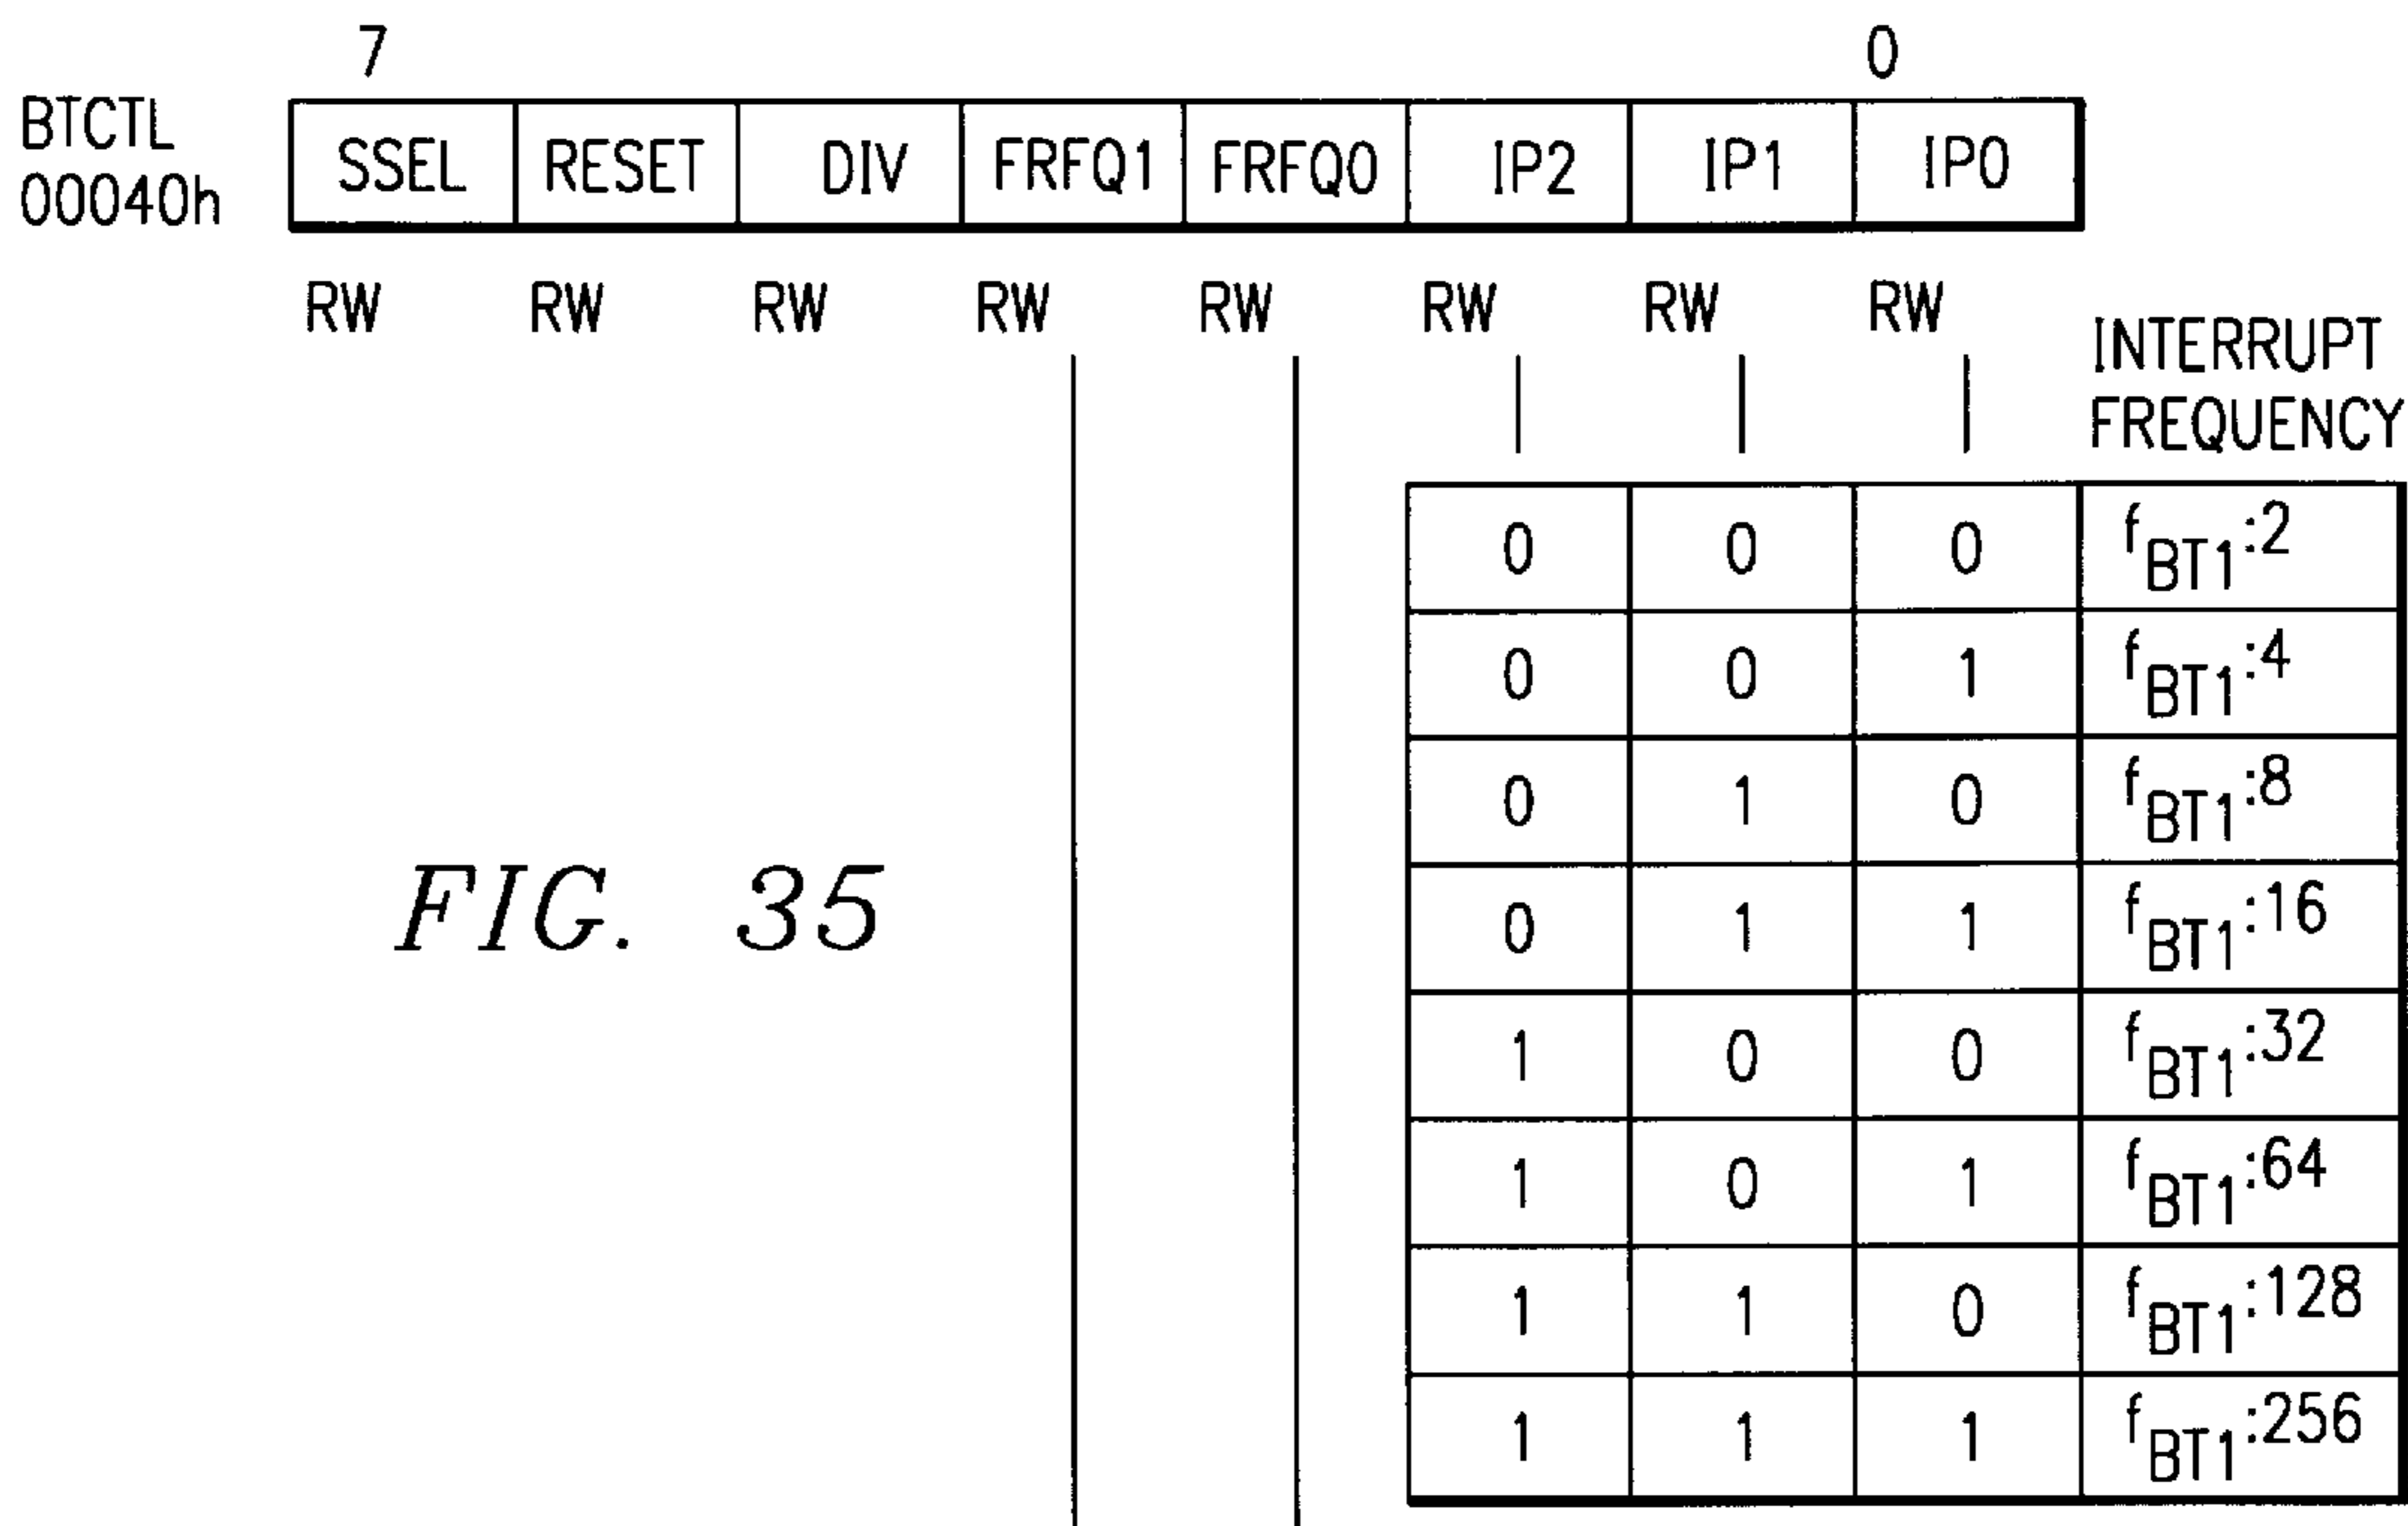 7 0
BTCTL
00040h
SSEL RESET DIV FRFQ1 FRFQ0 IP2 IP1 IP0
RW RW RW RW RW RW RW RW
INTERRUPT
FREQUENCY
0 0 0 fBT1:2
0 0 1 fBT1:4
0 1 0 fBT1:8
0 1 1 fBT1:16
1 0 0 fBT1:32
1 0 1 fBT1:64
1 1 0 fBT1:128
1 1 1 fBT1:256
FIG. 35